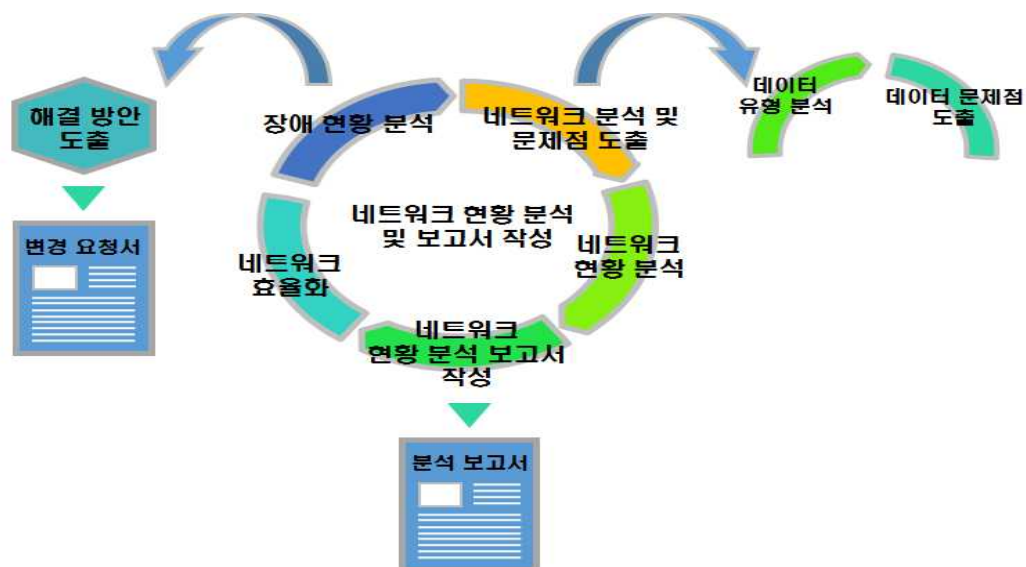 해결 방안
도출
변경 요청서
장애 현황 분석
네트워크 분석 및
문제점 도출
네트워크 현황 분석
및 보고서 작성
네트워크
현황 분석
네트워크
효율화
네트워크
현황 분석 보고서
작성
분석 보고서
데이터
유형 분석
데이터 문제점
도출